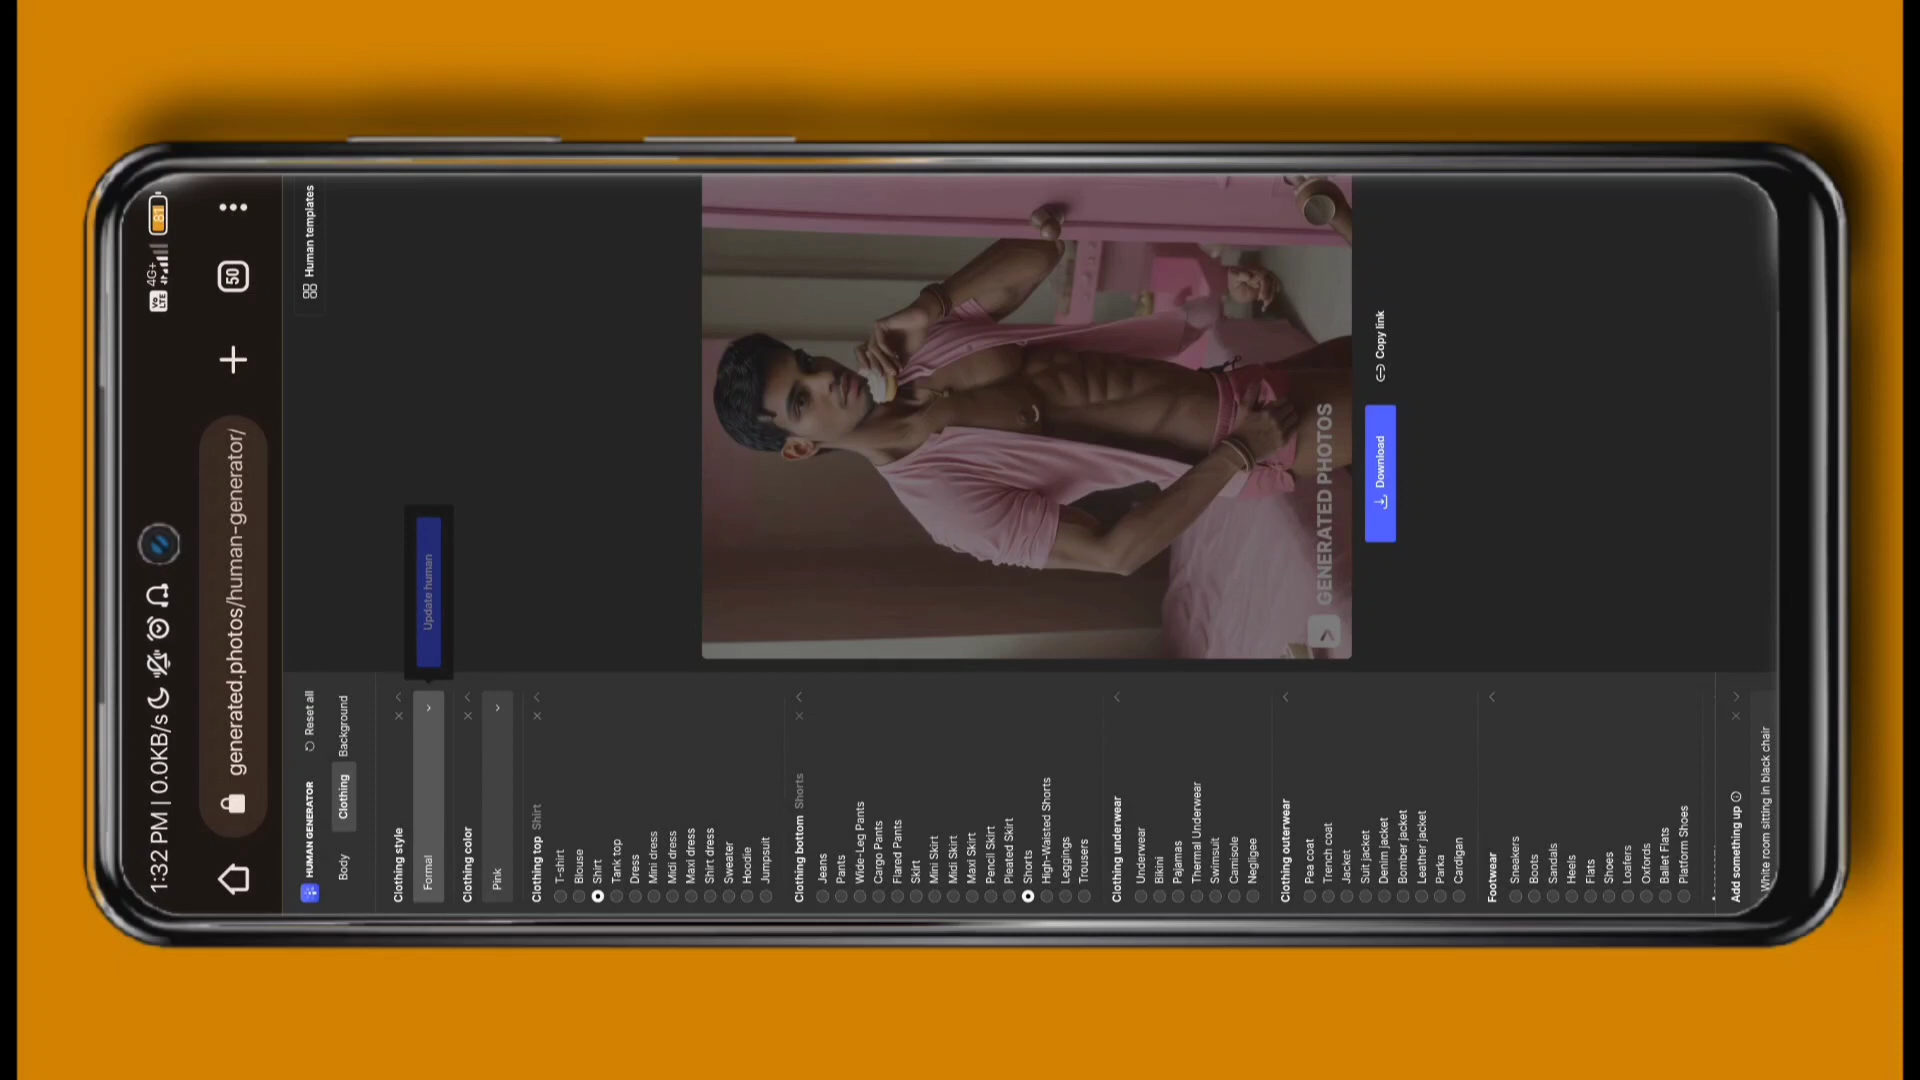 1:32 PM | 0.0KB/s
Vo LTE
4G+
81
generated.photos/human-generator/
50
HUMAN GENERATOR
Reset all
Human templates
Body
Clothing
Background
Clothing style
Formal
Update human
Clothing color
Pink
Clothing top Shirt
T-shirt
Blouse
Shirt
Tank top
Dress
Mini dress
Midi dress
Maxi dress
Shirt dress
Sweater
Hoodie
Jumpsuit
Clothing bottom Shorts
Jeans
Pants
Wide-Leg Pants
Cargo Pants
Flared Pants
Skirt
Mini Skirt
Midi Skirt
Maxi Skirt
Pencil Skirt
Pleated Skirt
Shorts
High-Waisted Shorts
Leggings
Trousers
Clothing underwear
Underwear
Bikini
Pajamas
Thermal Underwear
Swimsuit
Camisole
Negligee
Clothing outerwear
Pea coat
Trench coat
Jacket
Suit jacket
Denim jacket
Bomber jacket
Leather jacket
Parka
Cardigan
Footwear
Sneakers
Boots
Sandals
Heels
Flats
Shoes
Loafers
Oxfords
Ballet Flats
Platform Shoes
Add something up
White room sitting in black chair
GENERATED PHOTOS
Download
Copy link